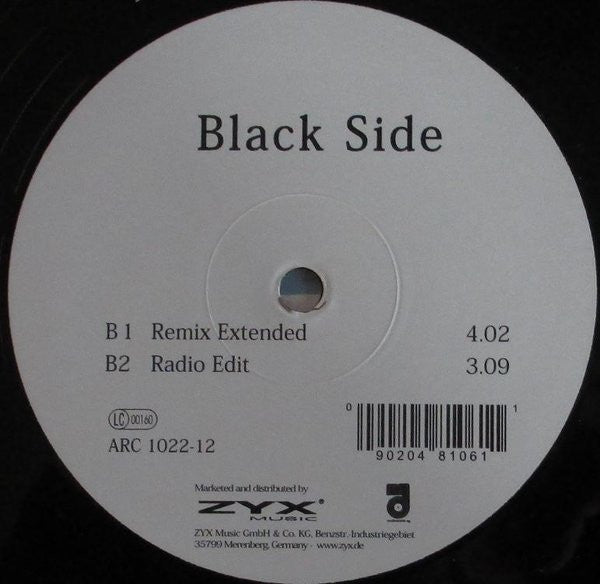 Black Side
B1 Remix Extended 4.02
B2 Radio Edit 3.09
LC 00160
ARC 1022-12
0 90204 81061 1
Marketed and distributed by
ZYX®
MUSIC
ZYX Music GmbH & Co. KG, Benzstr.-Industriegebiet
35799 Merenberg, Germany - www.zyx.de